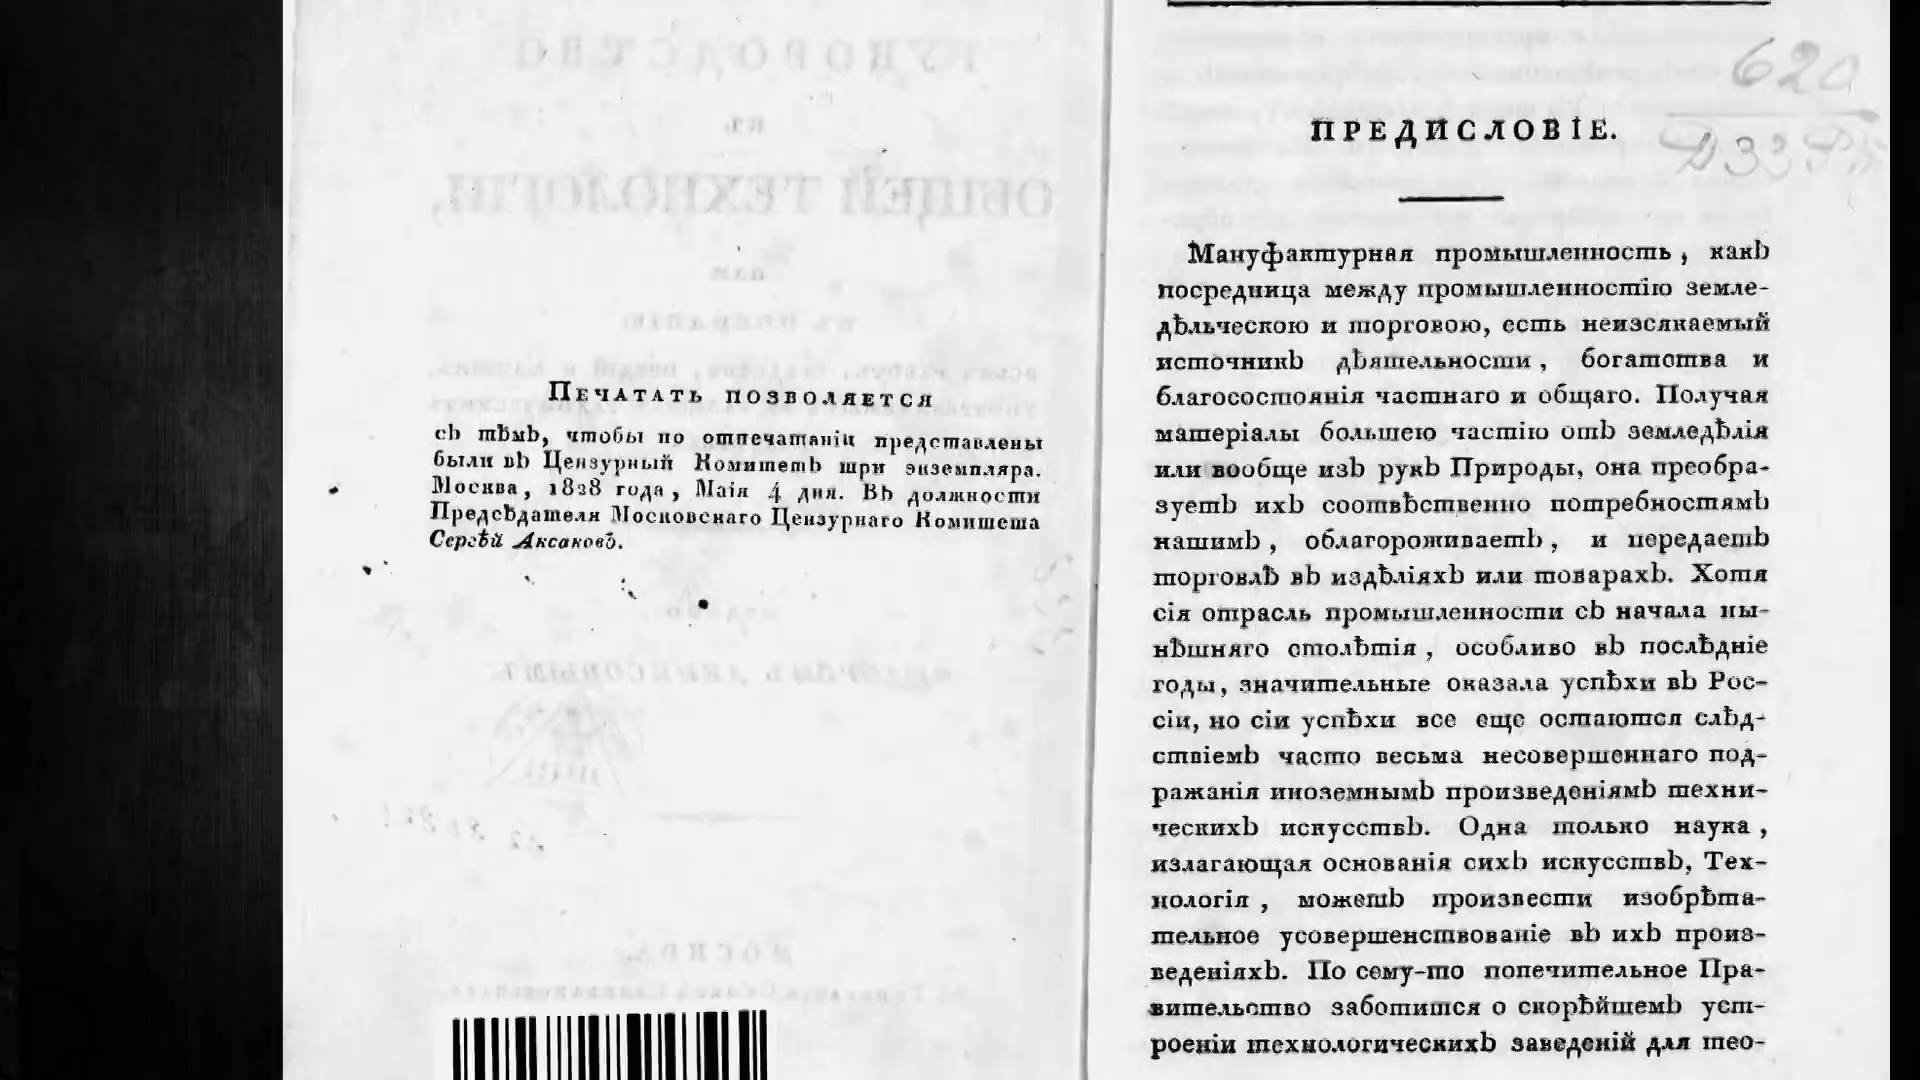 Печатать позволяется
съ тѣмъ, чтобы по отпечатаніи представлены
были въ Цензурный Комитетъ три экземпляра.
Москва, 1828 года, Маія 4 дня. Въ должности
Предсѣдателя Московскаго Цензурнаго Комитета
Сергѣй Аксаковъ.
620
Д33
ПРЕДИСЛОВІЕ.
Мануфактурная промышленность, какъ
посредница между промышленностію земле-
дѣльческою и торговою, есть неизсякаемый
источникъ дѣятельности, богатства и
благосостоянія частнаго и общаго. Получая
матеріалы большею частію отъ земледѣлія
или вообще изъ рукъ Природы, она преобра-
зуетъ ихъ соотвѣственно потребностямъ
нашимъ, облагороживаетъ, и передаетъ
торговлѣ въ издѣліяхъ или товарахъ. Хотя
сія отрасль промышленности съ начала ны-
нѣшняго столѣтія, особливо въ послѣдніе
годы, значительные оказала успѣхи въ Рос-
сіи, но сіи успѣхи все еще остаются слѣд-
ствіемъ часто весьма несовершеннаго под-
ражанія иноземнымъ произведеніямъ техни-
ческихъ искусствъ. Одна только наука,
излагающая основанія сихъ искусствъ, Тех-
нологія, можетъ произвести изобрѣта-
тельное усовершенствованіе въ ихъ произ-
веденіяхъ. По сему-то попечительное Пра-
вительство заботится о скорѣйшемъ уст-
роеніи технологическихъ заведеній для тео-